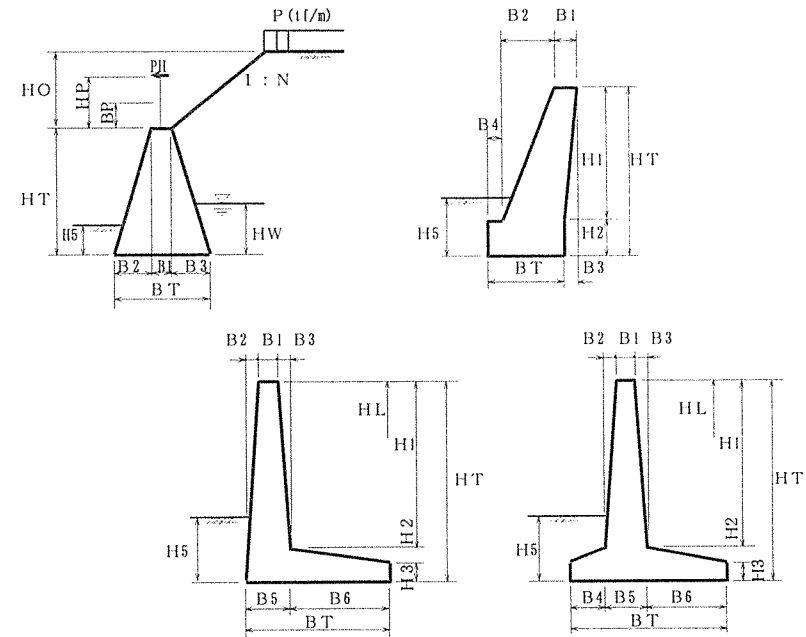 P (tf/m)
PH
1 : N
HO
HP
BP
HT
H5
HW
B2 B1 B3
BT
B2 B1
B4
H1
HT
H5
H2
BT
B3
B2 B1 B3
HL
H1
HT
H2
H5
H3
B5 B6
BT
B2 B1 B3
HL
H1
HT
H2
H5
H3
B4 B5 B6
BT